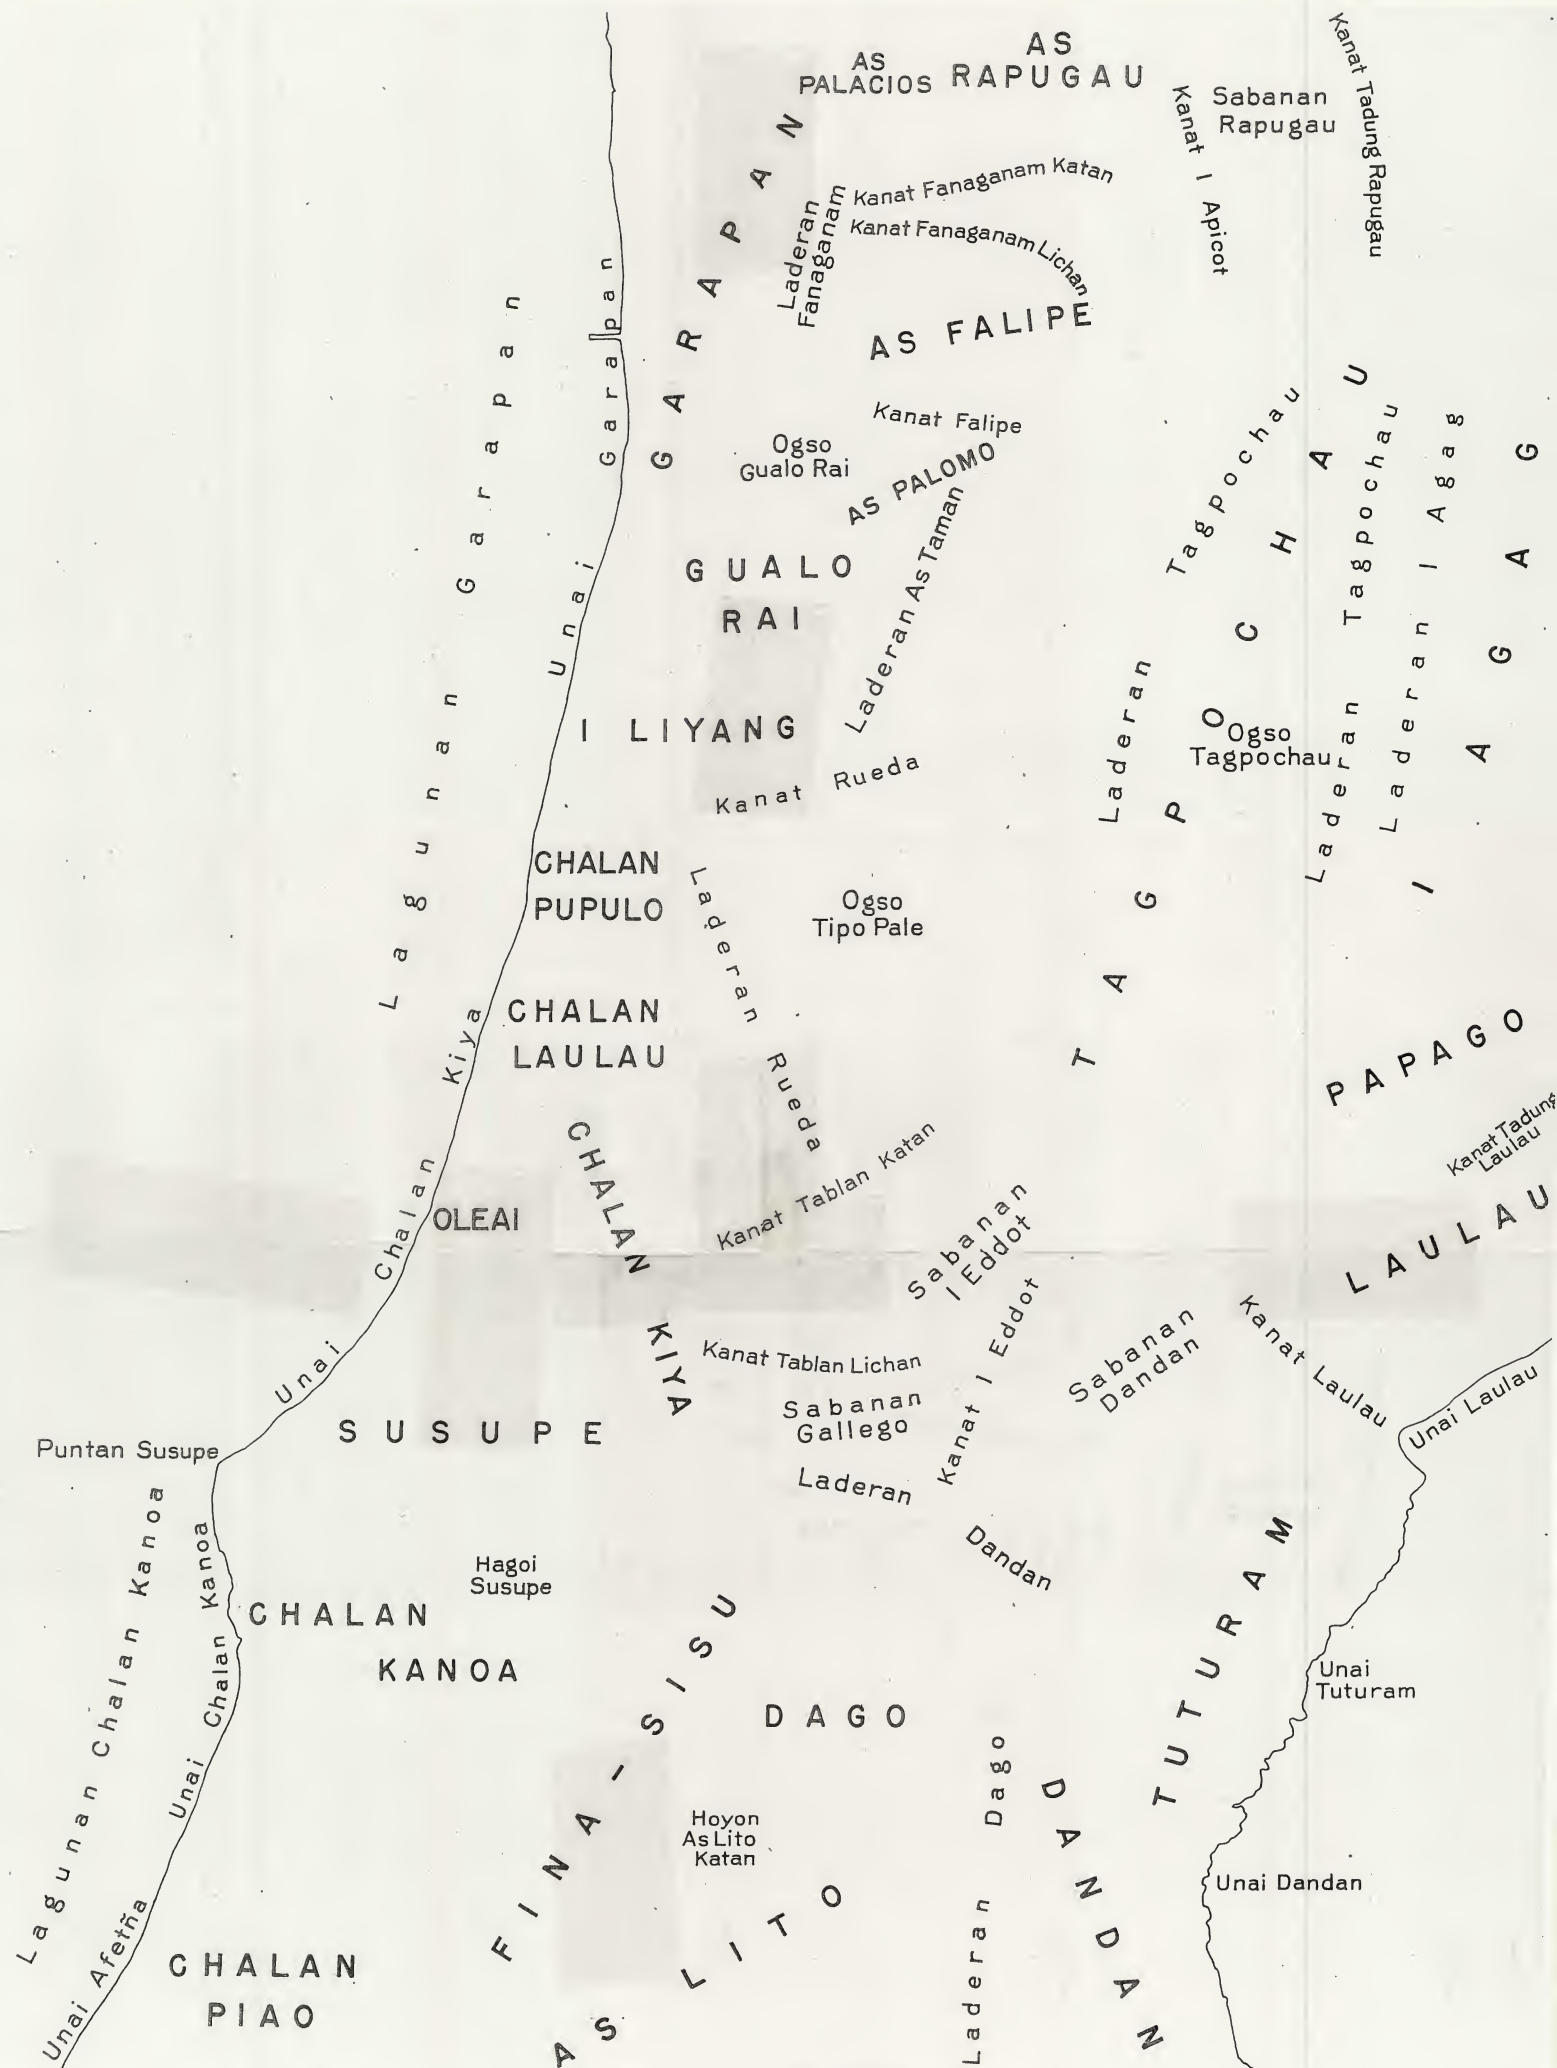 AS
PALACIOS
AS
RAPUGAU
Kanat Tadung Rapugau
Sabanan
Rapugau
Kanat I Apicot
GARAPAN
Kanat Fanaganam Katan
Laderan
Fanaganam
Kanat Fanaganam Lichan
Unai Garapan
Lagunan Garapan
AS FALIPE
Kanat Falipe
Ogso
Gualo Rai
AS PALOMO
Laderan As Taman
GUALO
RAI
Laderan Tagpochau
TAGPOCHAU
Laderan Tagpochau
Laderan I Agag
I AGAG
Ogso
Tagpochau
I LIYANG
Kanat Rueda
CHALAN
PUPULO
Laderan Rueda
Ogso
Tipo Pale
CHALAN
LAULAU
PAPAGO
Kanat Tadung
Laulau
Unai Chalan Kiya
CHALAN KIYA
Kanat Tablan Katan
OLEAI
Sabanan
I Eddot
LAULAU
Kanat I Eddot
Sabanan
Dandan
Kanat Laulau
Unai Laulau
Kanat Tablan Lichan
Sabanan
Gallego
SUSUPE
Puntan Susupe
Laderan Dandan
Lagunan Chalan Kanoa
Unai Chalan Kanoa
Hagoi
Susupe
CHALAN
KANOA
TUTURAM
Unai
Tuturam
FINA-SISU
DAGO
Laderan Dago
DANDAN
Hoyon
As Lito
Katan
Unai Dandan
AS LITO
Unai Afetña
CHALAN
PIAO